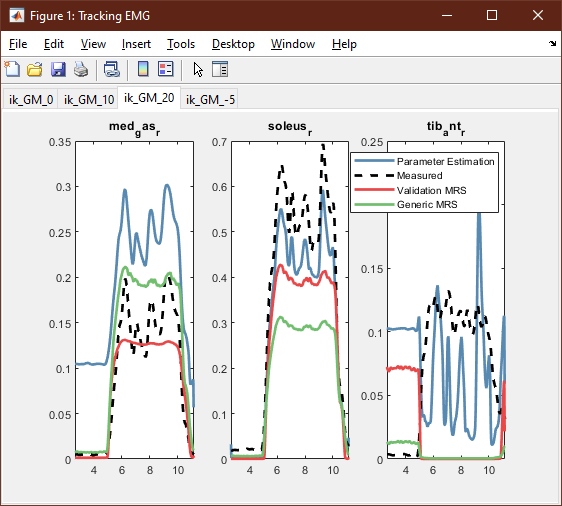 Figure 1: Tracking EMG
File Edit View Insert Tools Desktop Window Help
ik_GM_0 ik_GM_10 ik_GM_20 ik_GM_-5
med_gas_r soleus_r tib_ant_r
0.35
0.3
0.25
0.2
0.15
0.1
0.05
0
4 6 8 10
0.7
0.6
0.5
0.4
0.3
0.2
0.1
0
4 6 8 10
0.25
0.15
0.1
0.05
0
4 6 8 10
Parameter Estimation
Measured
Validation MRS
Generic MRS